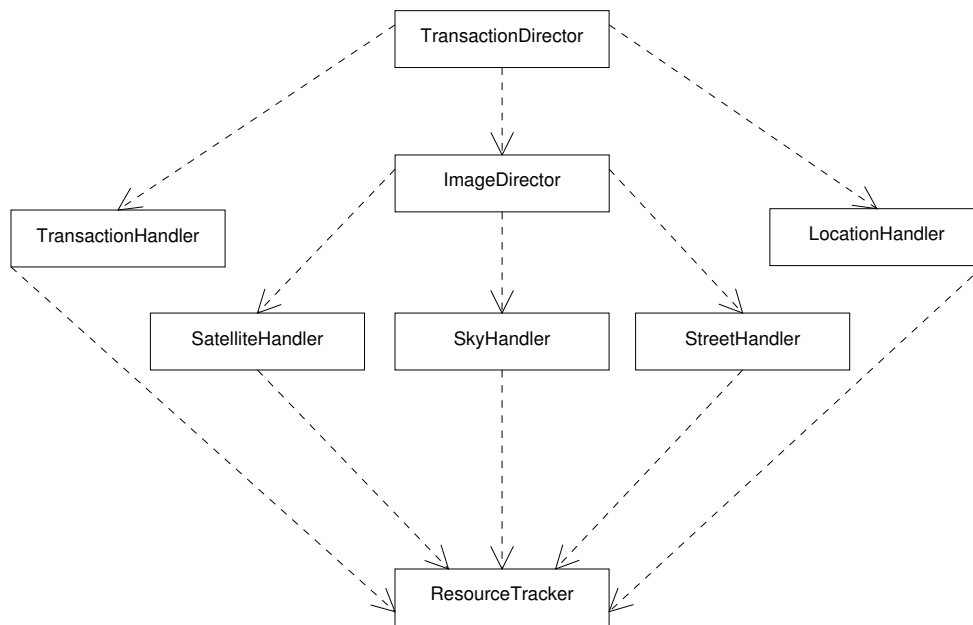 TransactionDirector
ImageDirector
TransactionHandler
LocationHandler
SatelliteHandler
SkyHandler
StreetHandler
ResourceTracker